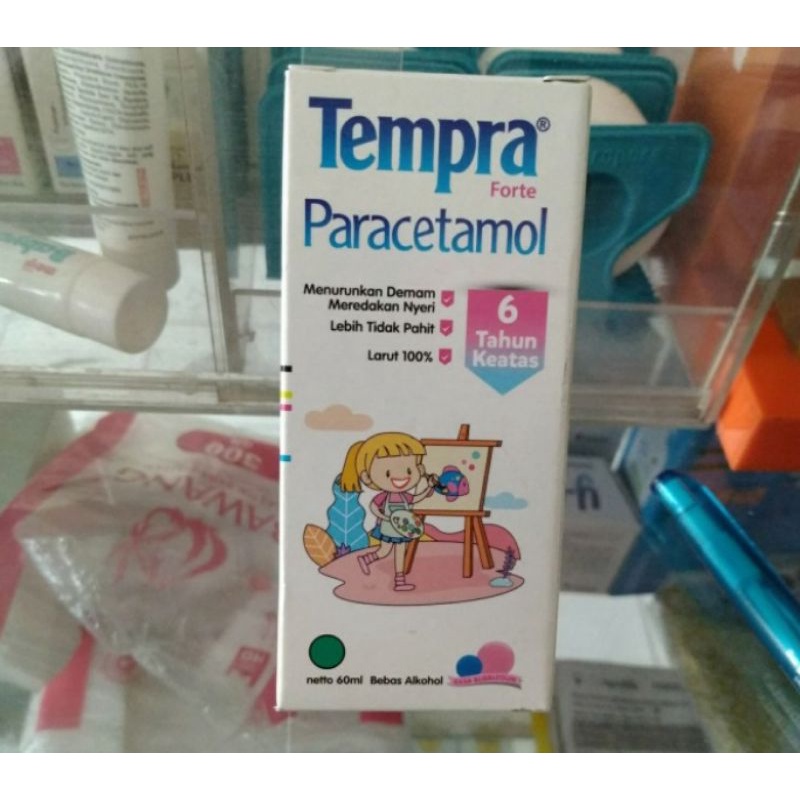 Tempra®
Forte
Paracetamol
Menurunkan Demam
Meredakan Nyeri
Lebih Tidak Pahit
Larut 100%
6
Tahun
Keatas
netto 60ml Bebas Alkohol